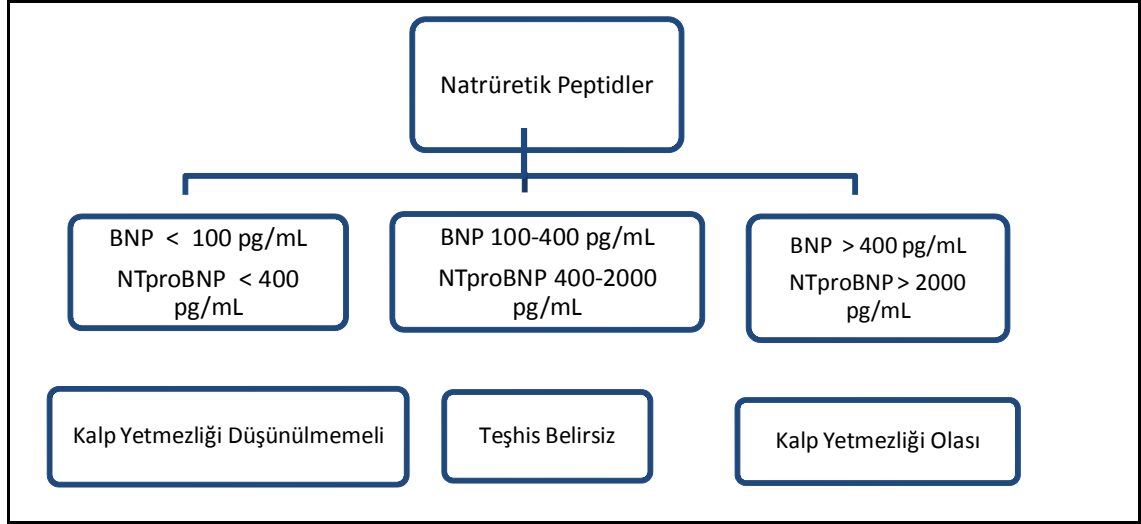 Natrüretik Peptidler
BNP < 100 pg/mL
NTproBNP < 400
pg/mL
BNP 100-400 pg/mL
NTproBNP 400-2000
pg/mL
BNP > 400 pg/mL
NTproBNP > 2000
pg/mL
Kalp Yetmezliği Düşünülmemeli
Teşhis Belirsiz
Kalp Yetmezliği Olası